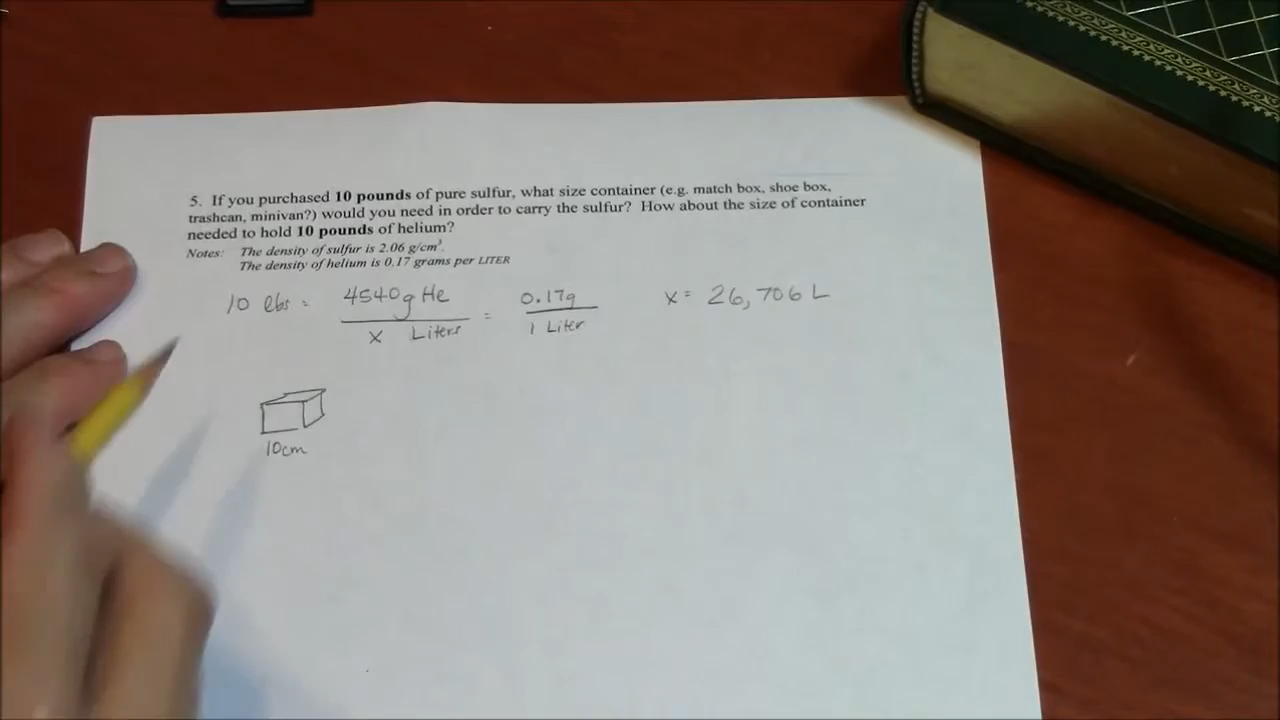 5. If you purchased 10 pounds of pure sulfur, what size container (e.g. match box, shoe box,
trashcan, minivan?) would you need in order to carry the sulfur? How about the size of container
needed to hold 10 pounds of helium?
Notes: The density of sulfur is 2.06 g/cm³.
The density of helium is 0.17 grams per LITER
10 lbs = 4540g He / x Liters = 0.17g / 1 Liter x = 26,706 L
10cm